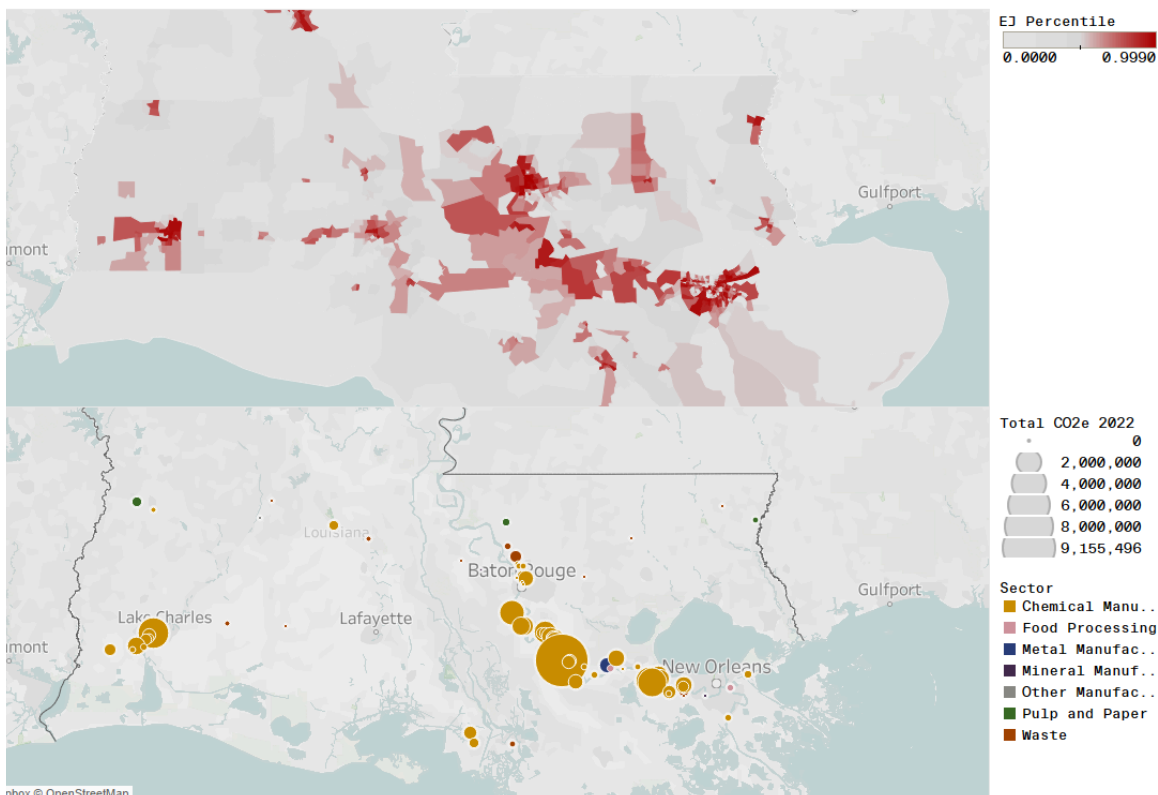 EJ Percentile
0.0000 0.9990
Gulfport
mont
Total CO2e 2022
0
2,000,000
4,000,000
6,000,000
8,000,000
9,155,496
Louisiana
Baton Rouge
Gulfport
Sector
Chemical Manu..
Lake Charles
Lafayette
Food Processing
mont
Metal Manufac..
New Orleans
Mineral Manuf..
Other Manufac..
Pulp and Paper
Waste
pbox © OpenStreetMap